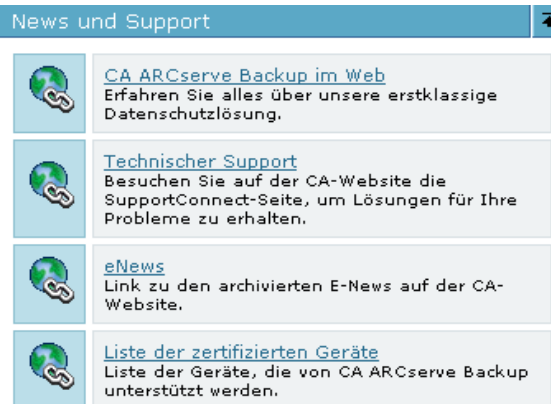 News und Support
CA ARCserve Backup im Web
Erfahren Sie alles über unsere erstklassige
Datenschutzlösung.
Technischer Support
Besuchen Sie auf der CA-Website die
SupportConnect-Seite, um Lösungen für Ihre
Probleme zu erhalten.
eNews
Link zu den archivierten E-News auf der CA-
Website.
Liste der zertifizierten Geräte
Liste der Geräte, die von CA ARCserve Backup
unterstützt werden.